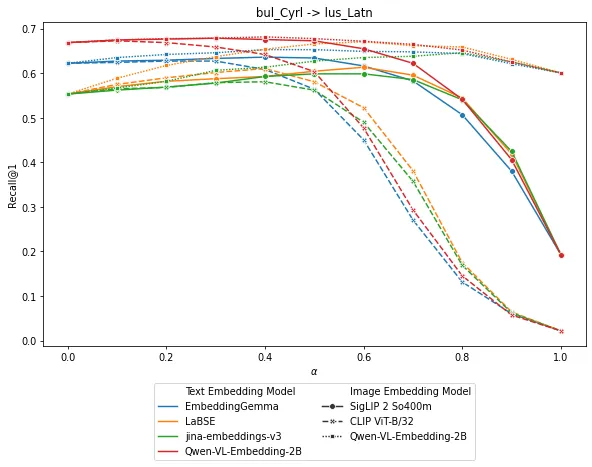 bul_Cyrl -> lus_Latn
Recall@1
0.7
0.6
0.5
0.4
0.3
0.2
0.1
0.0
0.0 0.2 0.4 0.6 0.8 1.0
α
Text Embedding Model
EmbeddingGemma
LaBSE
jina-embeddings-v3
Qwen-VL-Embedding-2B
Image Embedding Model
SigLIP 2 So400m
CLIP ViT-B/32
Qwen-VL-Embedding-2B